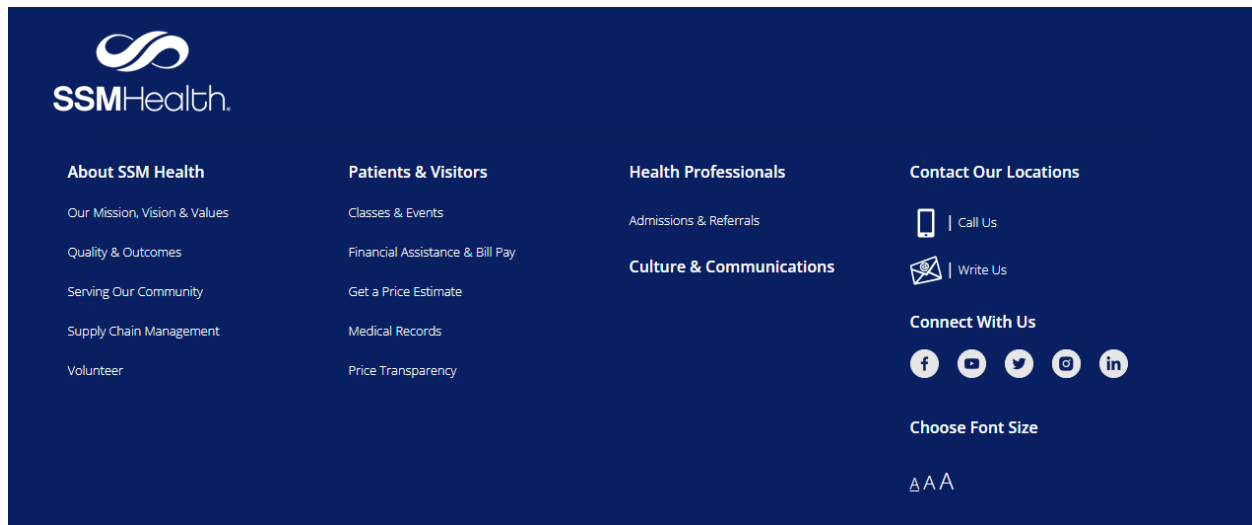 SSMHealth.
About SSM Health
Our Mission, Vision & Values
Quality & Outcomes
Serving Our Community
Supply Chain Management
Volunteer
Patients & Visitors
Classes & Events
Financial Assistance & Bill Pay
Get a Price Estimate
Medical Records
Price Transparency
Health Professionals
Admissions & Referrals
Culture & Communications
Contact Our Locations
| Call Us
| Write Us
Connect With Us
Choose Font Size
A A A